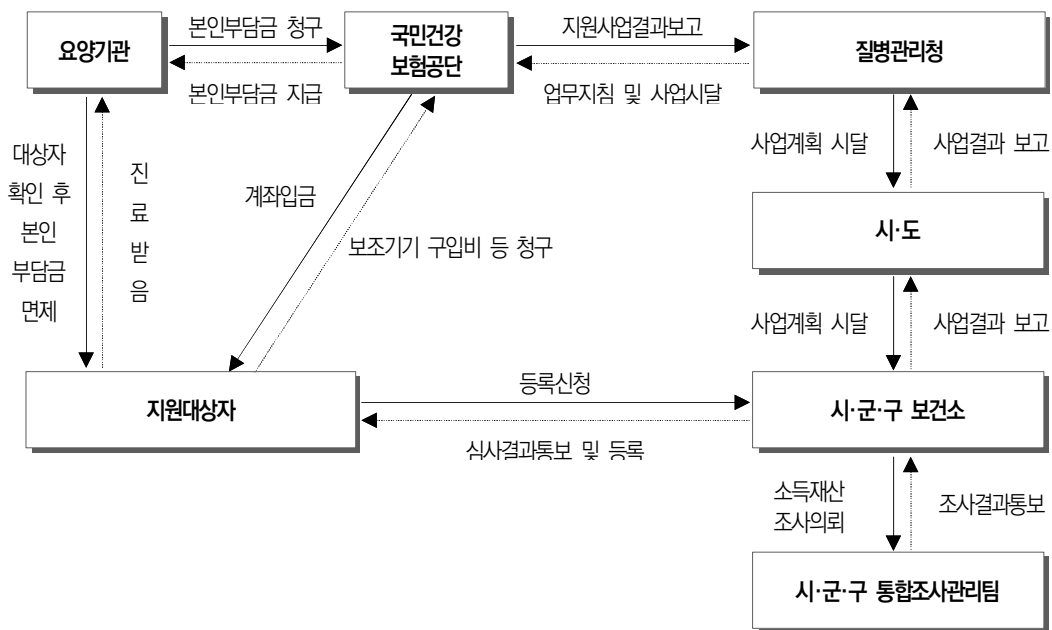 요양기관
본인부담금 청구
본인부담금 지급
국민건강
보험공단
지원사업결과보고
업무지침 및 사업시달
질병관리청
대상자
확인 후
본인
부담금
면제
진
료
받
음
계좌입금
보조기기 구입비 등 청구
사업계획 시달
사업결과 보고
시·도
사업계획 시달
사업결과 보고
지원대상자
등록신청
심사결과통보 및 등록
시·군·구 보건소
소득재산
조사의뢰
조사결과통보
시·군·구 통합조사관리팀